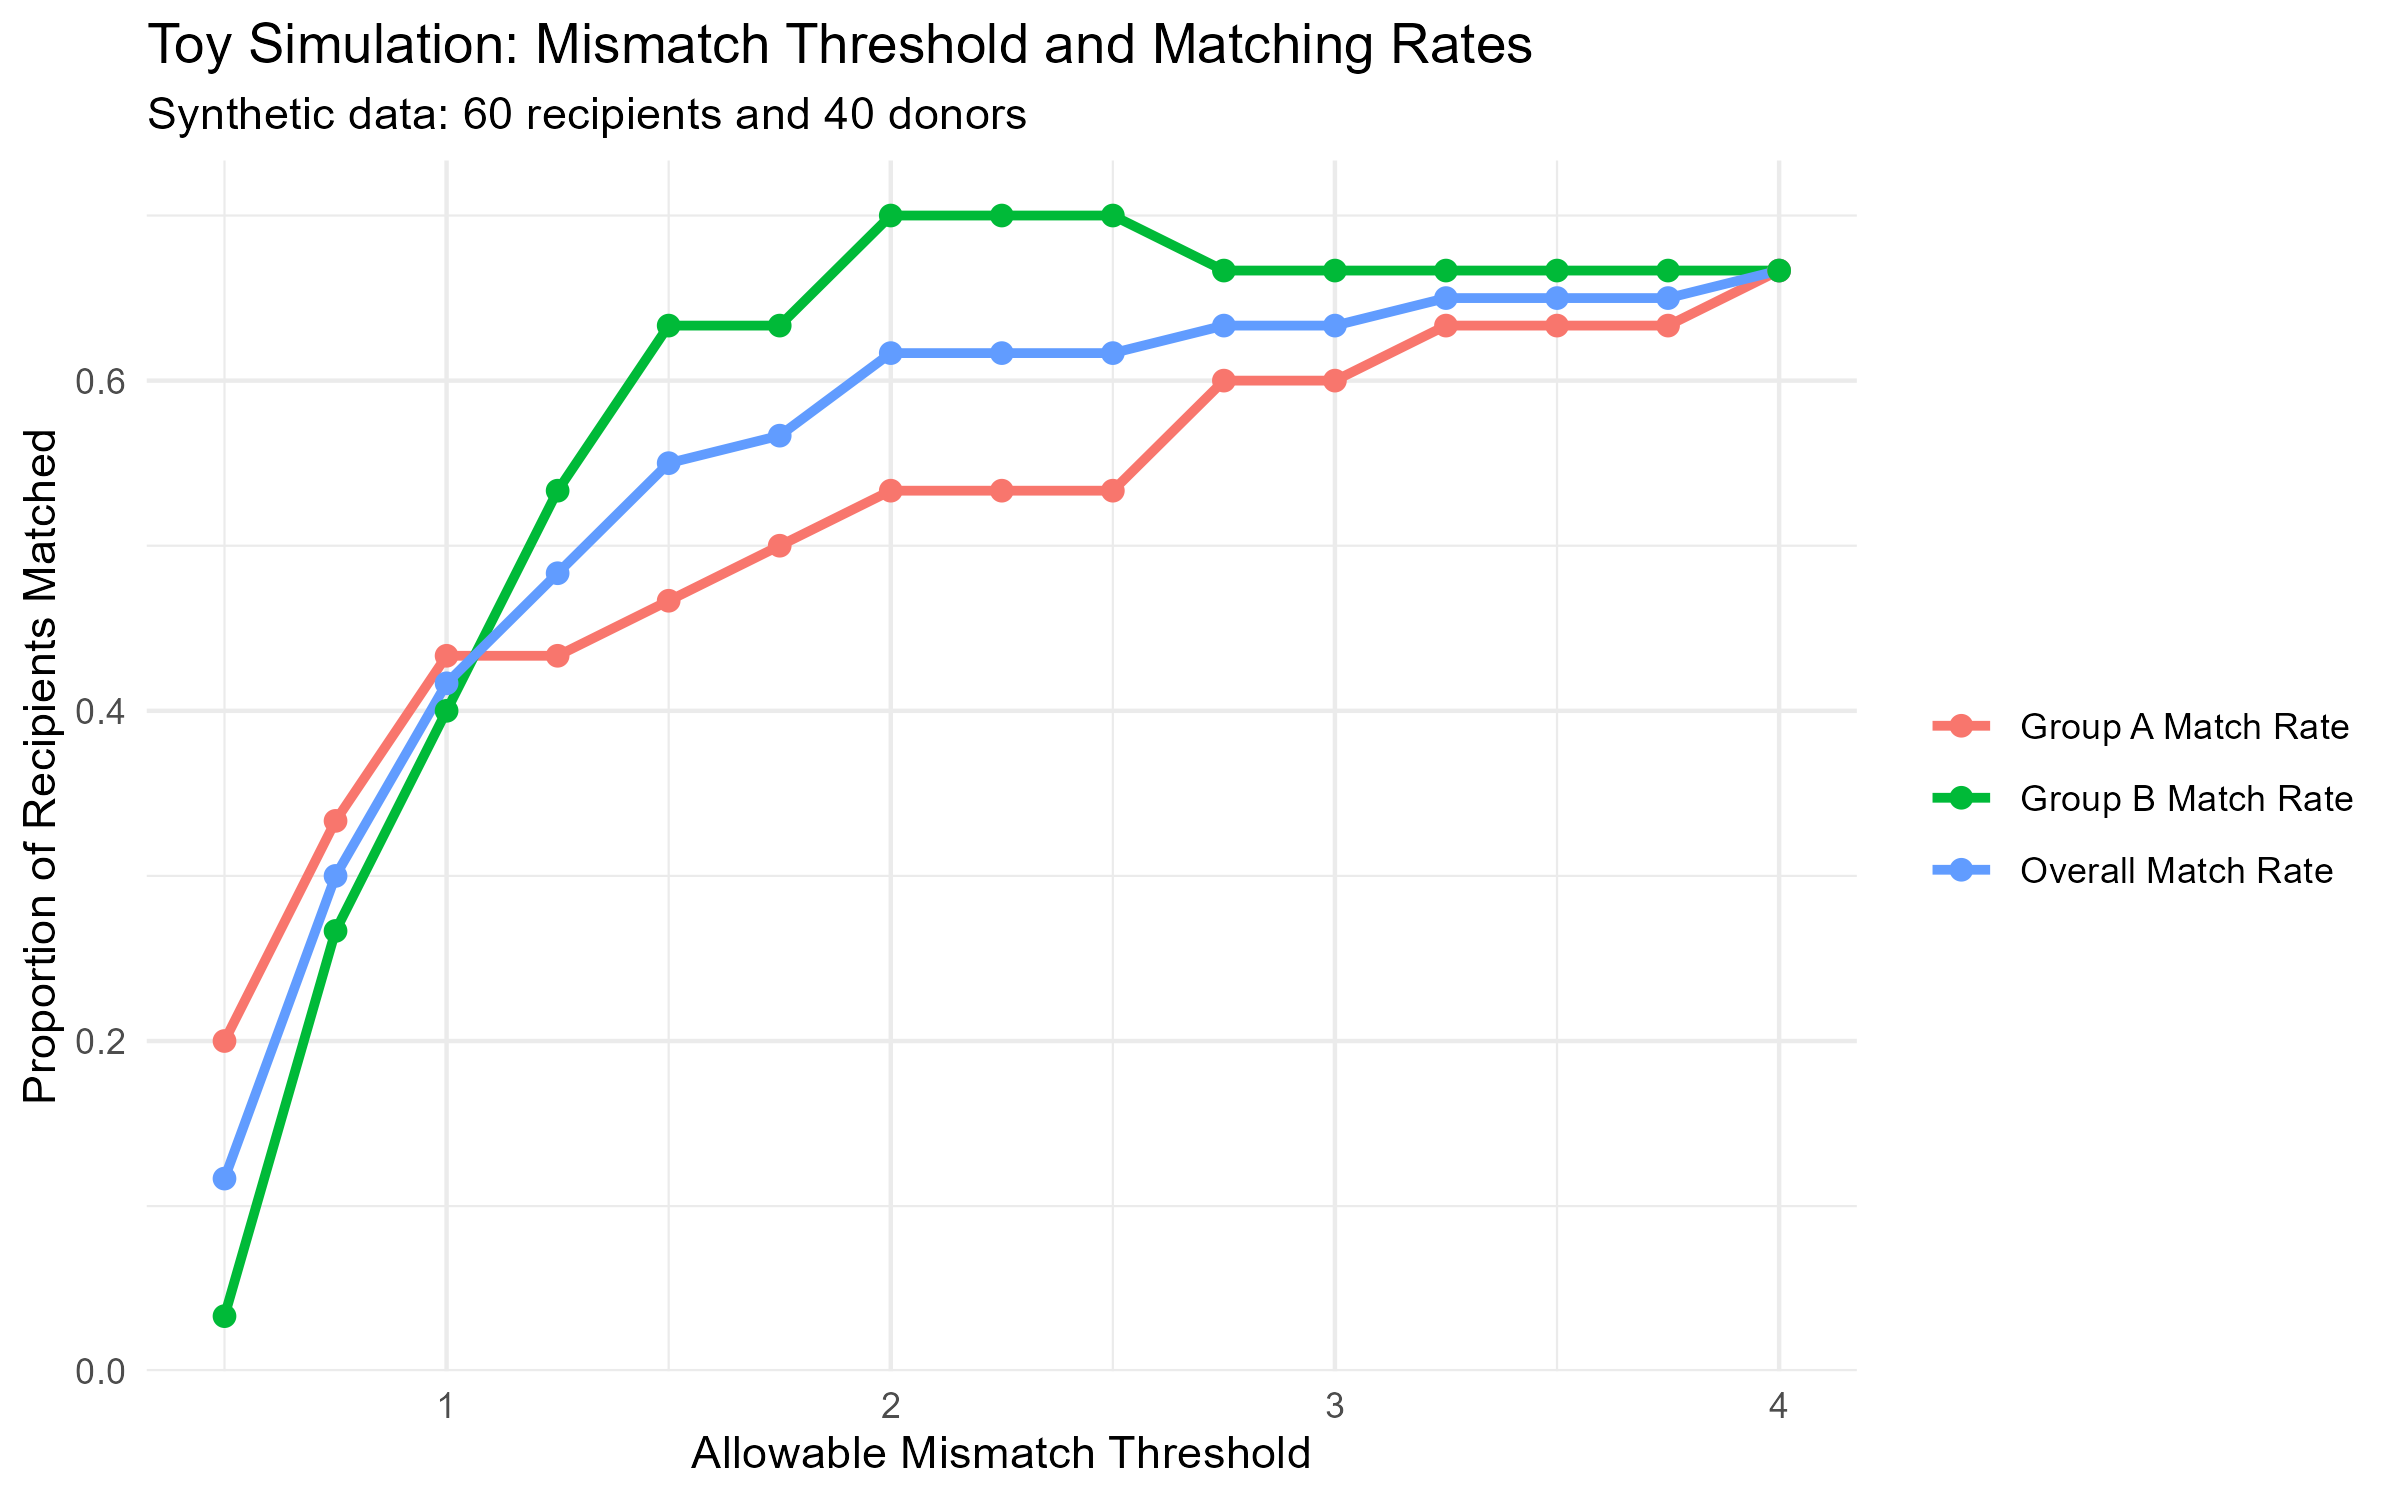 Toy Simulation: Mismatch Threshold and Matching Rates
Synthetic data: 60 recipients and 40 donors
Proportion of Recipients Matched
0.6
0.4
0.2
0.0
1
2
3
4
Allowable Mismatch Threshold
Group A Match Rate
Group B Match Rate
Overall Match Rate